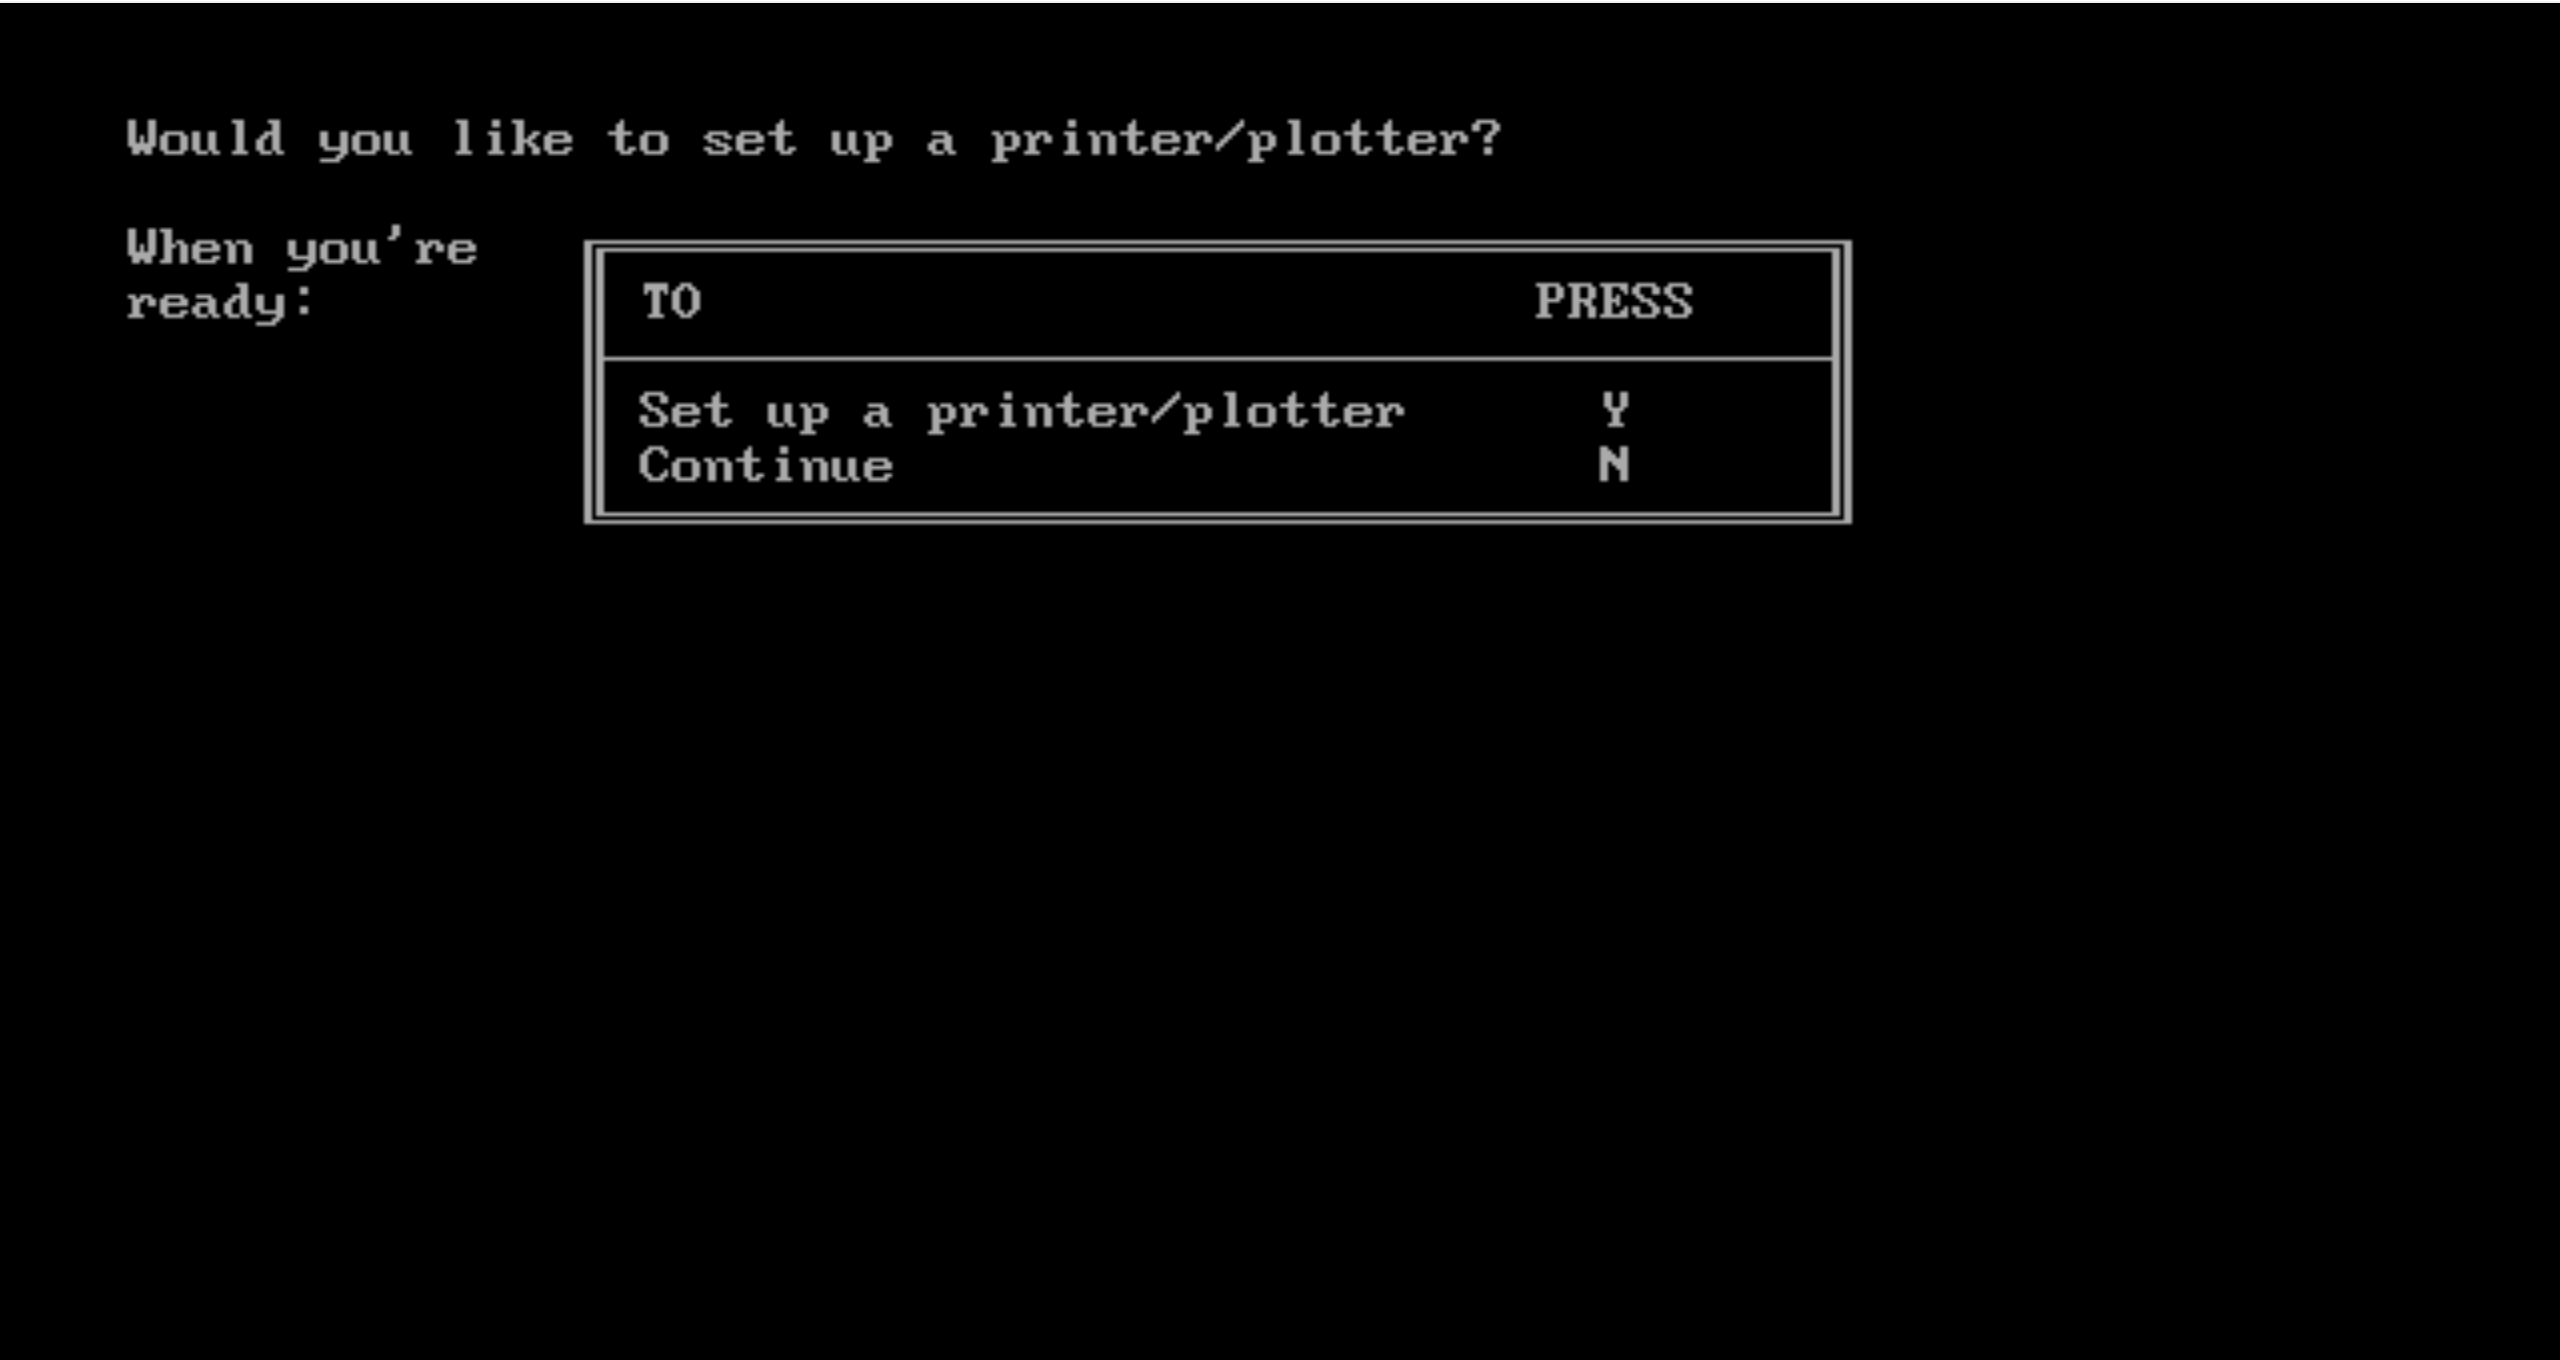 Would you like to set up a printer/plotter?
When you're
ready:
TO PRESS
Set up a printer/plotter Y
Continue N